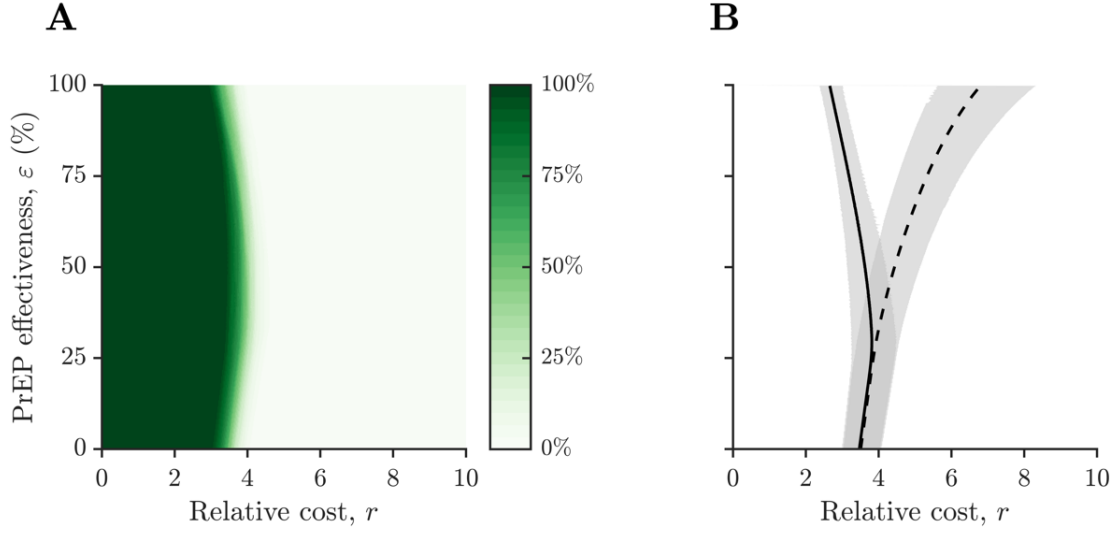 A
B
100
75
50
25
0
PrEP effectiveness, ε (%)
0 2 4 6 8 10
Relative cost, r
100%
75%
50%
25%
0%
0 2 4 6 8 10
Relative cost, r